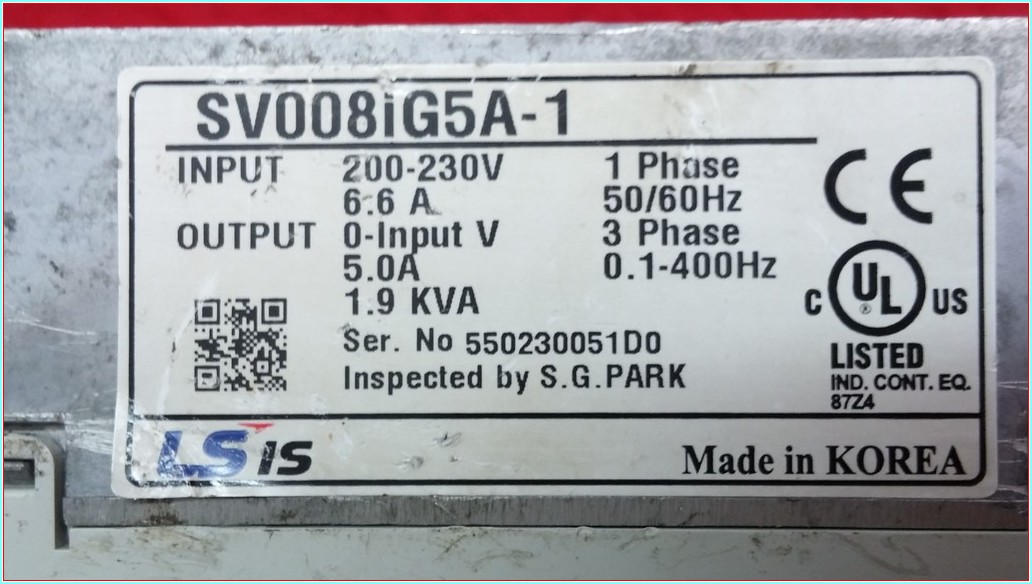 SV008iG5A-1
INPUT 200-230V 1 Phase
6.6 A 50/60Hz
OUTPUT 0-Input V 3 Phase
5.0A 0.1-400Hz
1.9 KVA
Ser. No 550230051D0
Inspected by S.G.PARK
CE
C UL US
®
LISTED
IND. CONT. EQ.
87Z4
LS IS
Made in KOREA